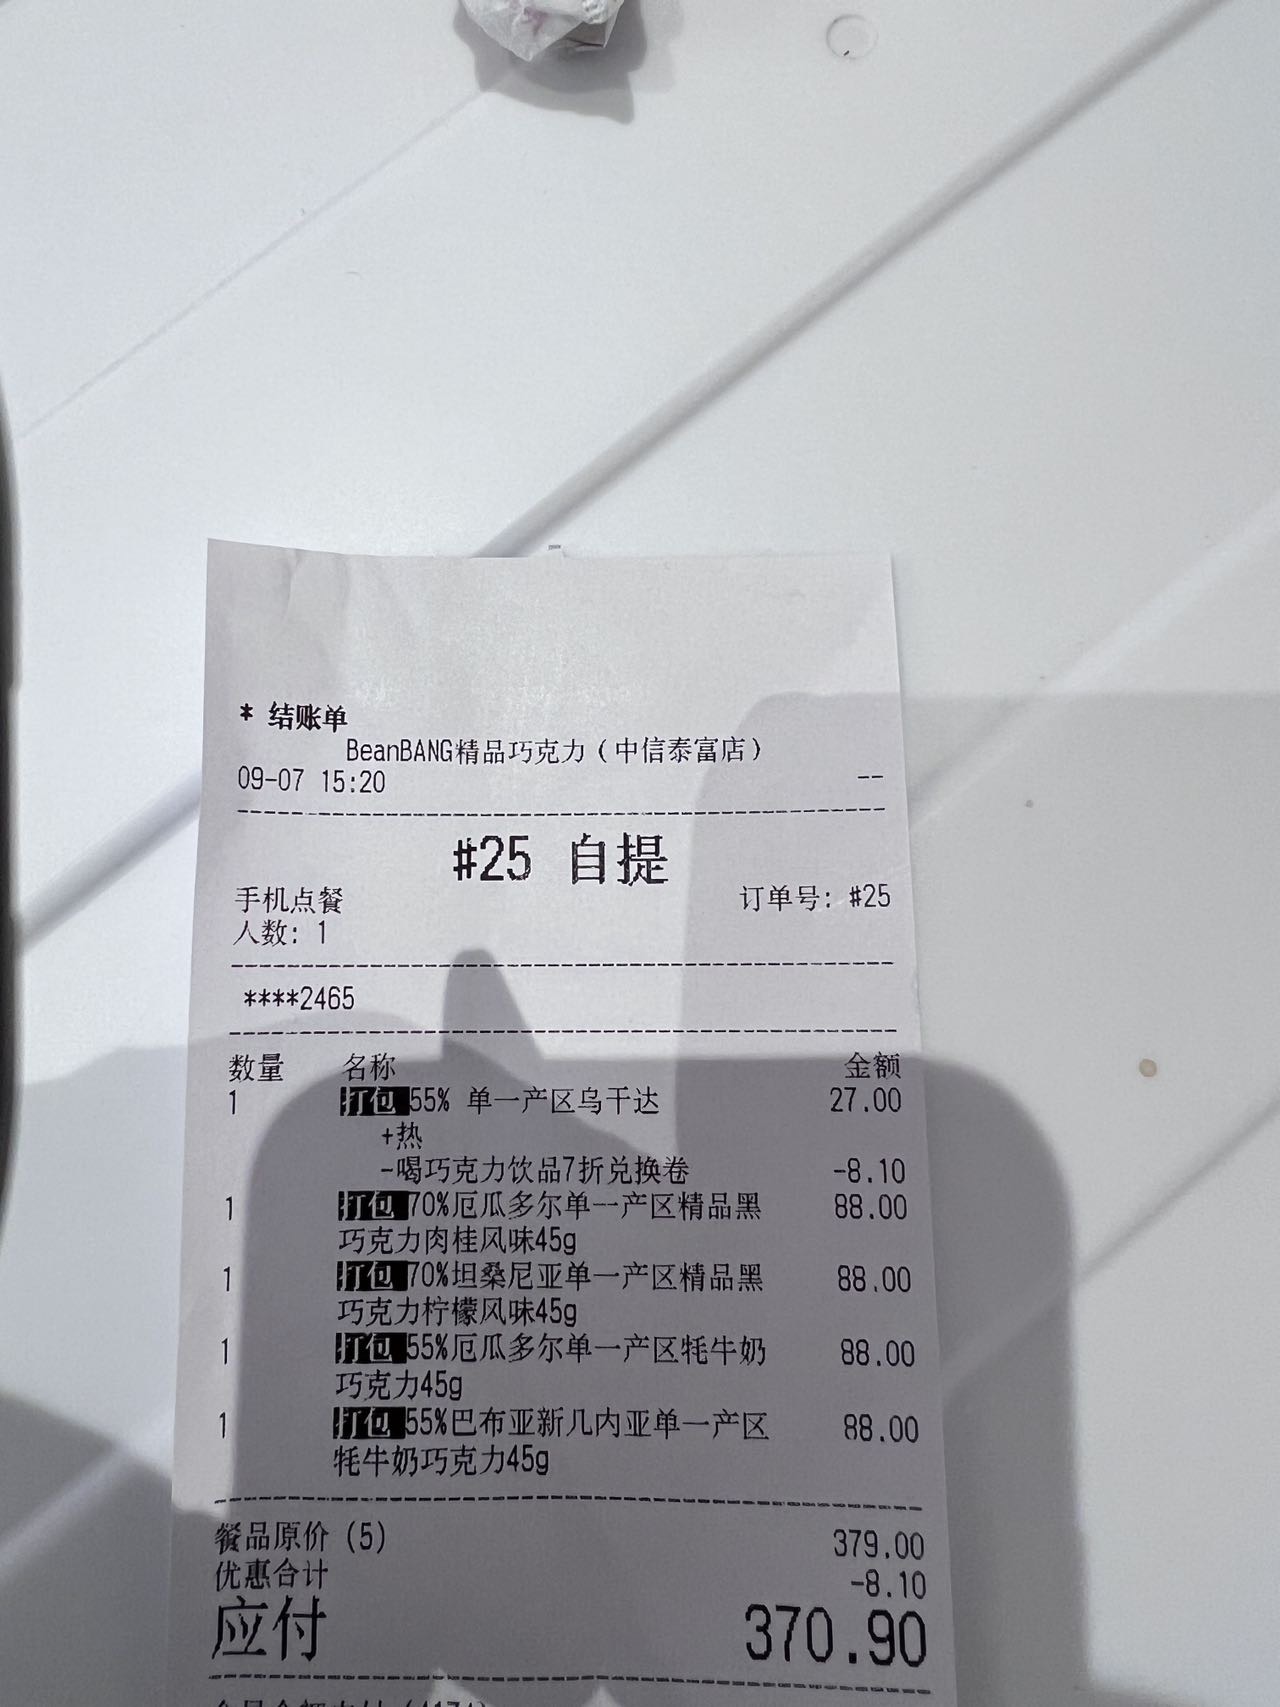 * 结账单
BeanBANG精品巧克力（中信泰富店）
09-07 15:20 --
#25 自提
手机点餐 订单号: #25
人数: 1
****2465
数量 名称 金额
1 打包 55% 单一产区乌干达 27.00
+热
-喝巧克力饮品7折兑换卷 -8.10
1 打包 70%厄瓜多尔单一产区精品黑 88.00
巧克力肉桂风味45g
1 打包 70%坦桑尼亚单一产区精品黑 88.00
巧克力柠檬风味45g
1 打包 55%厄瓜多尔单一产区牦牛奶 88.00
巧克力45g
1 打包 55%巴布亚新几内亚单一产区 88.00
牦牛奶巧克力45g
餐品原价 (5) 379.00
优惠合计 -8.10
应付 370.90